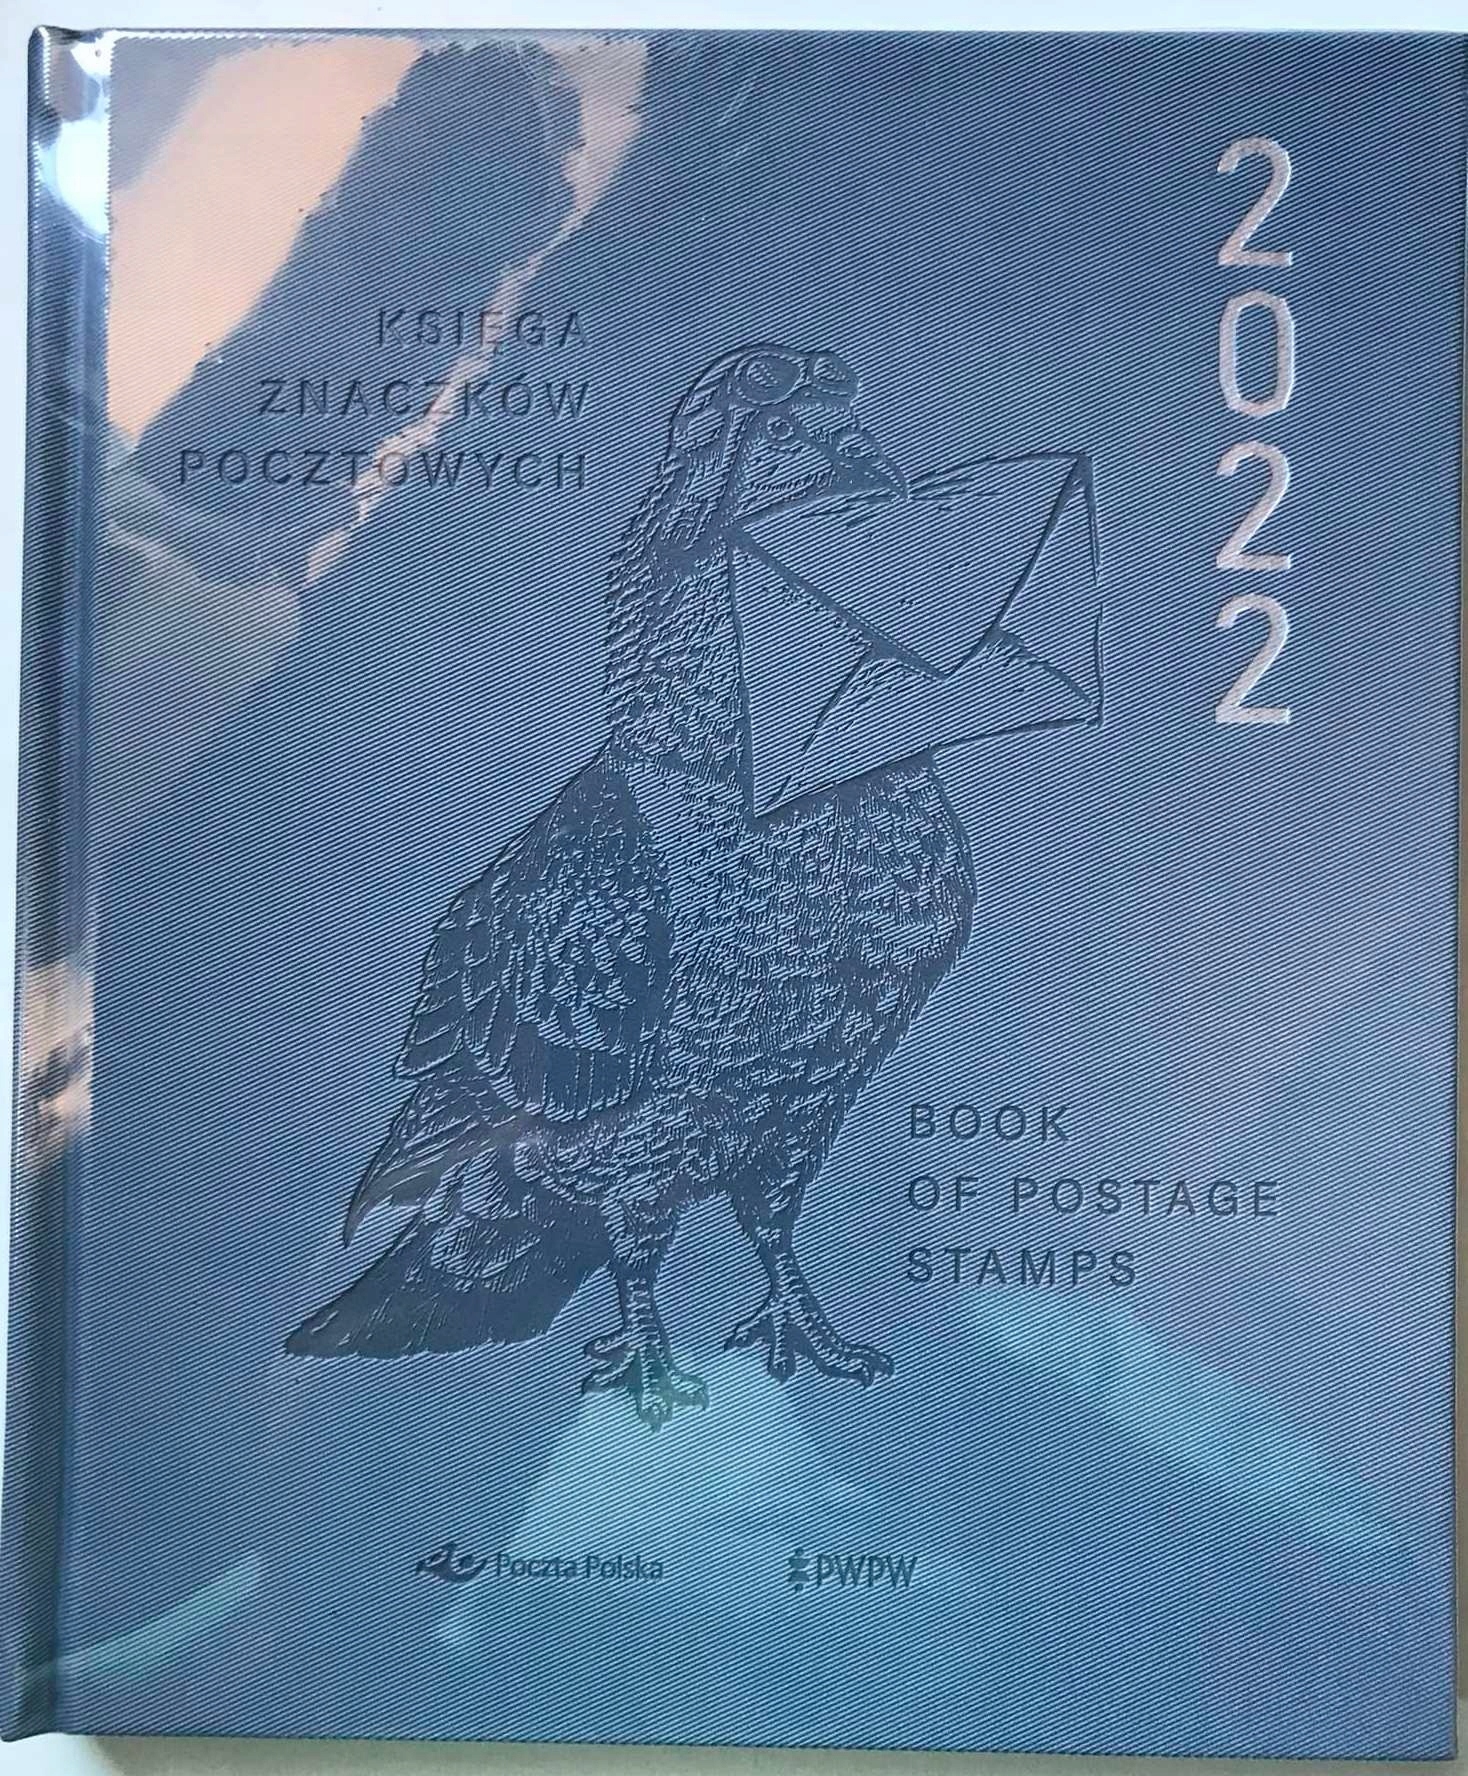 2022
KSIĘGA
ZNACZKÓW
POCZTOWYCH
BOOK
OF POSTAGE
STAMPS
Poczta Polska
PWPW